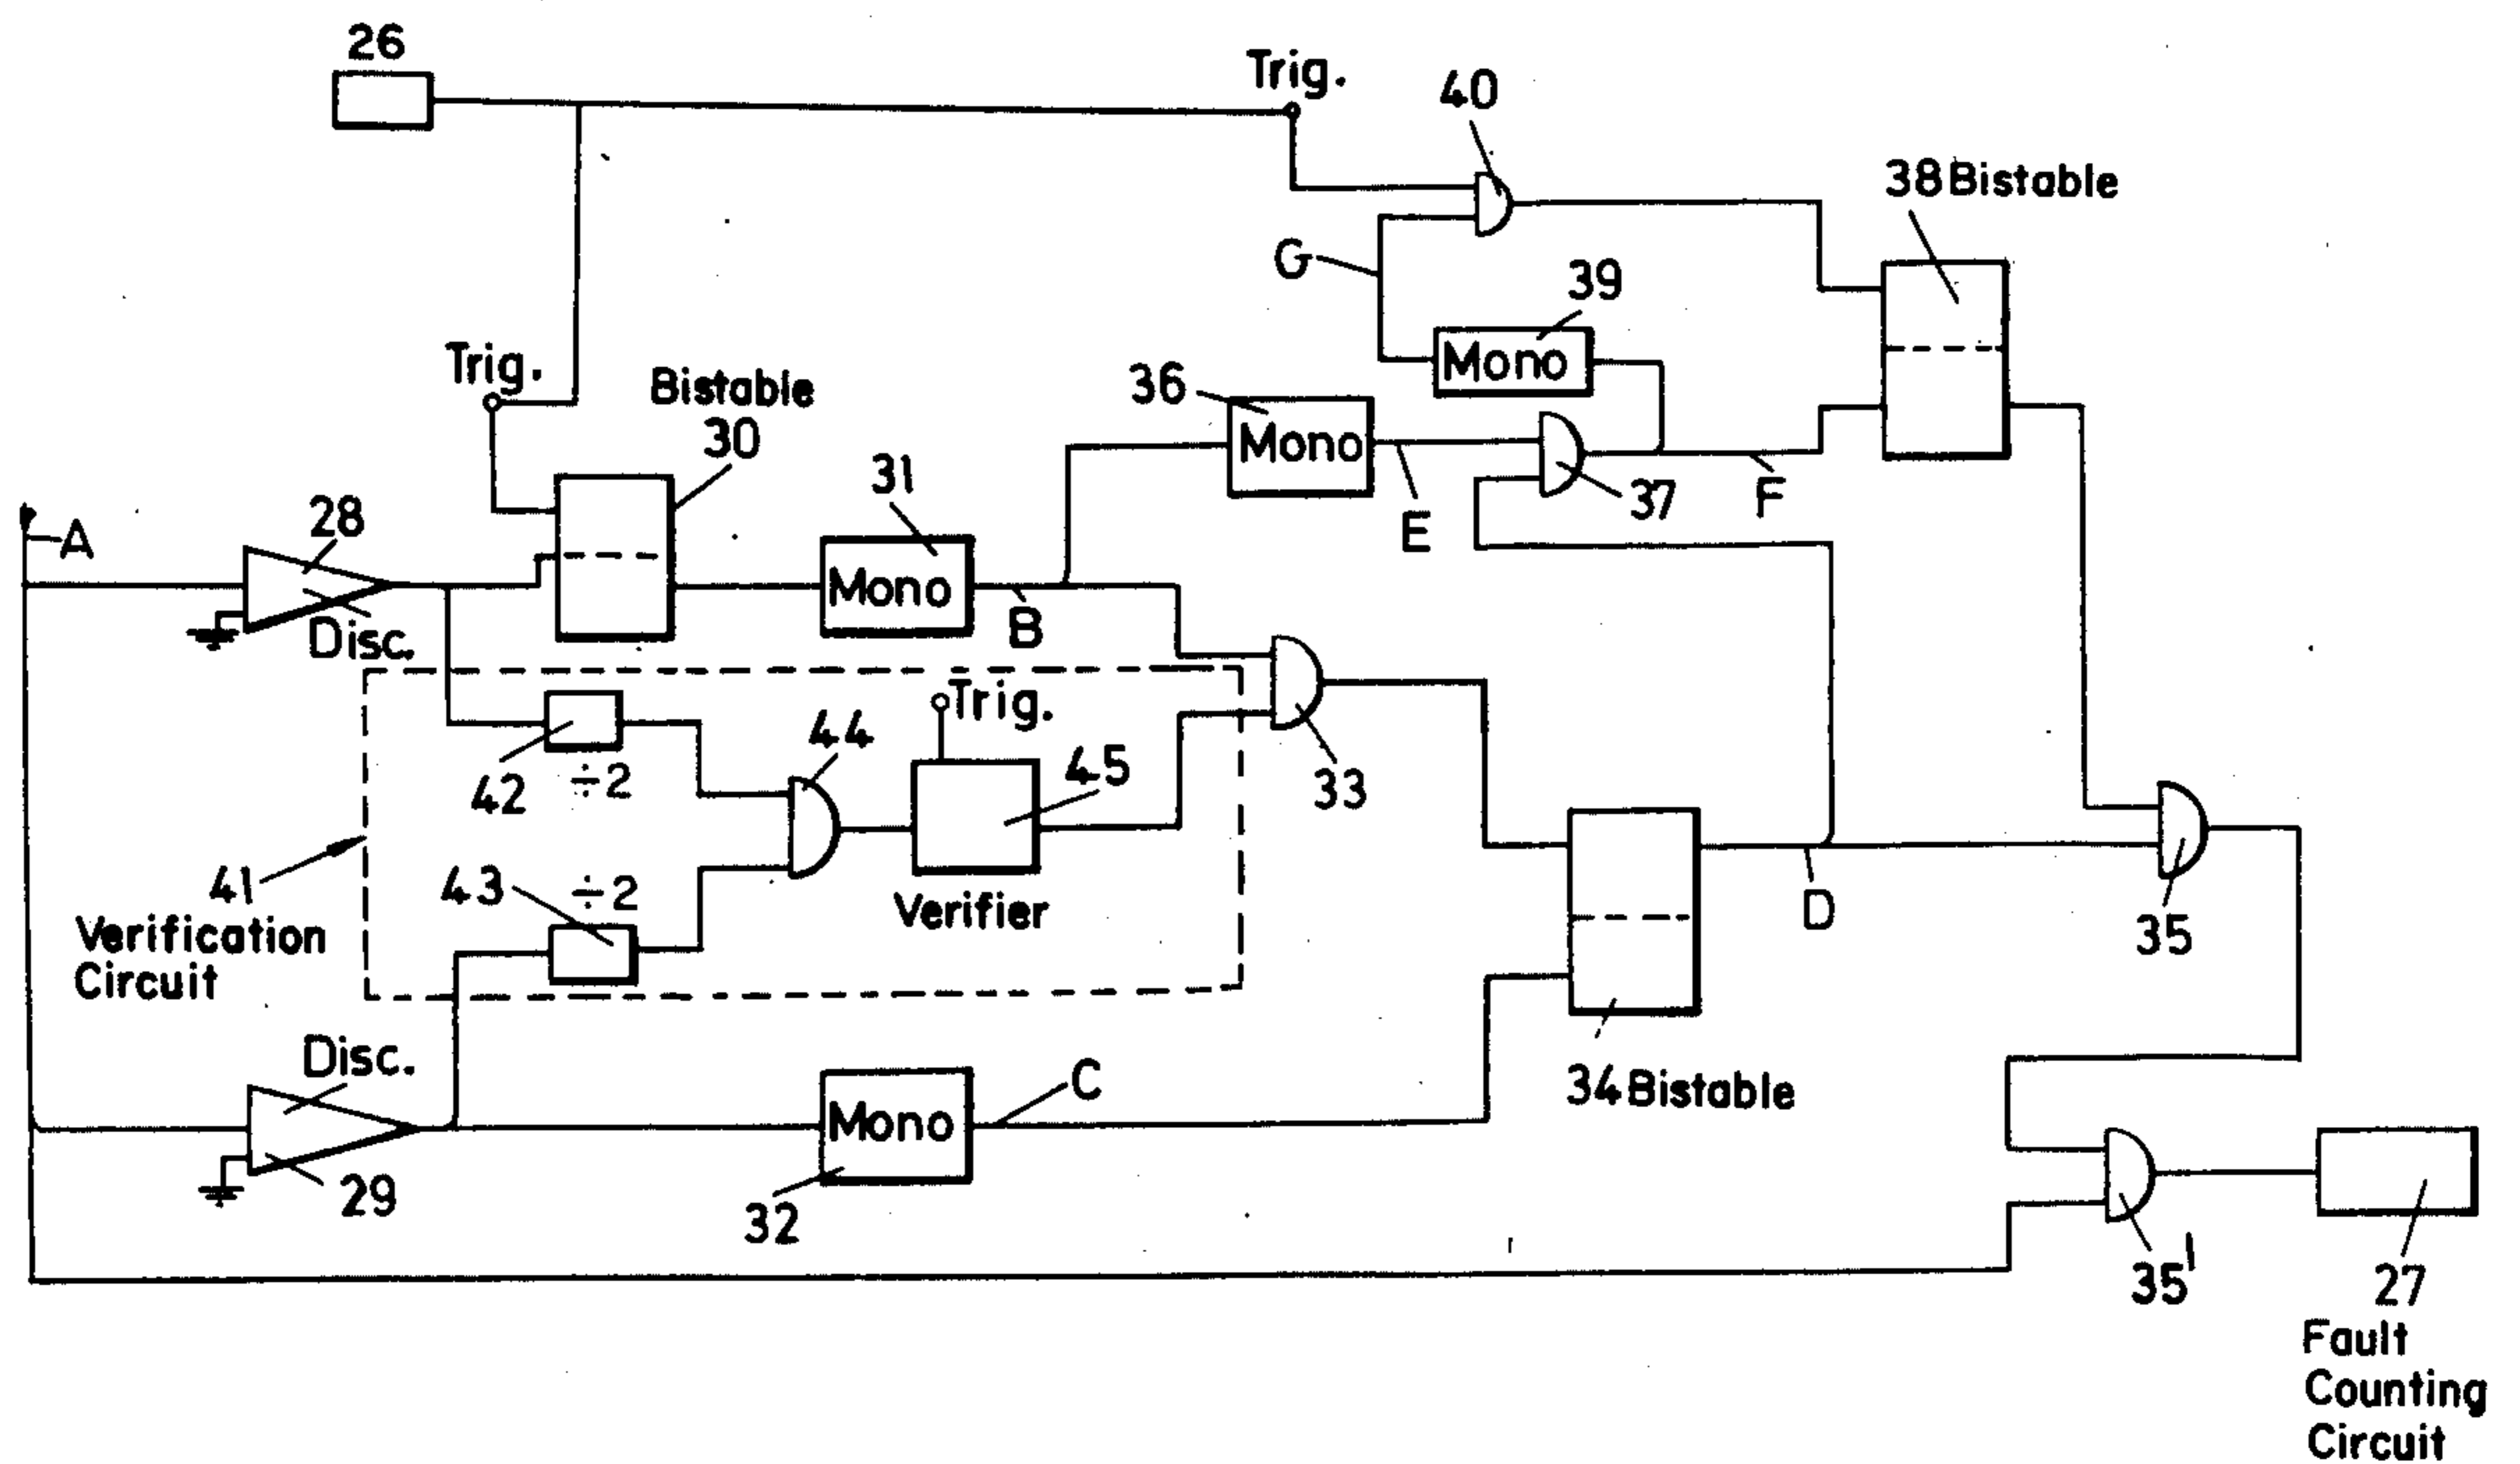 26
Trig.
40
38 Bistable
G
39
Mono
Trig.
Bistable
30
36
Mono
31
37
F
E
A
28
Mono
B
Disc.
Trig.
44
42
÷2
45
33
43
÷2
Verifier
41
Verification
Circuit
D
35
Disc.
Mono
C
34 Bistable
29
32
35'
27
Fault
Counting
Circuit